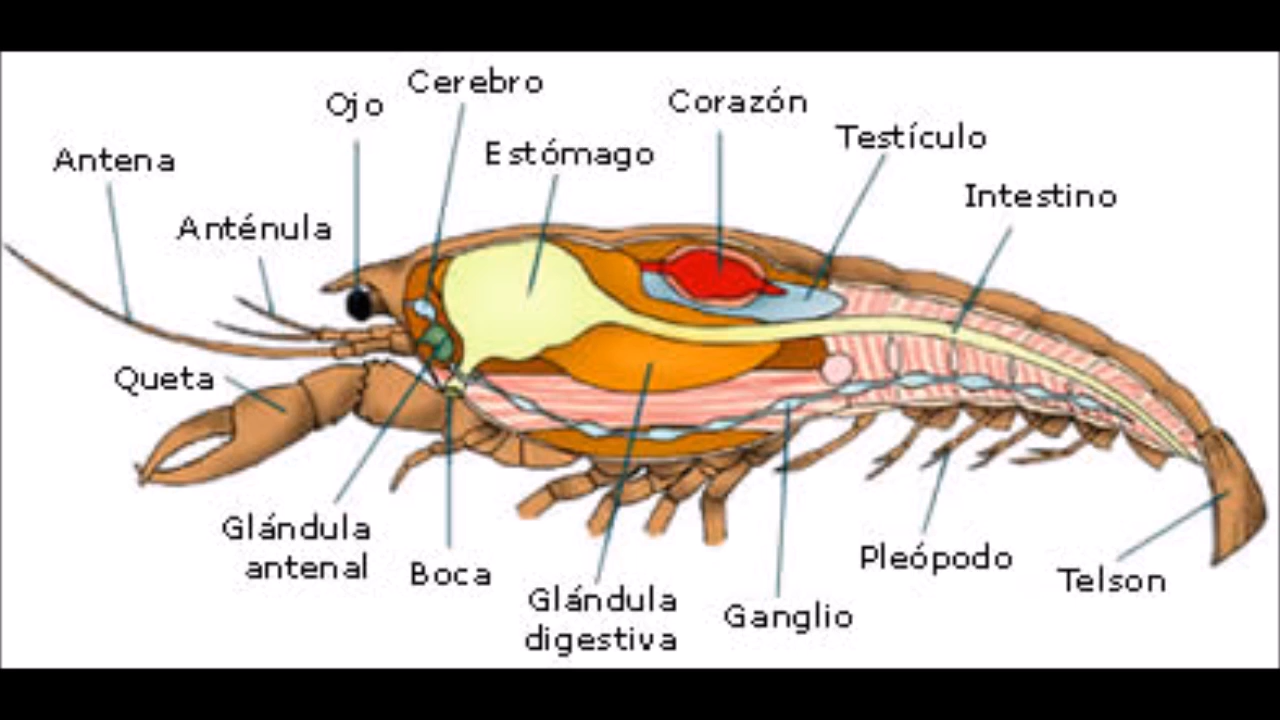 Cerebro
Ojo
Corazón
Testículo
Estómago
Antena
Intestino
Anténula
Queta
Glándula
antenal
Boca
Pleópodo
Telson
Glándula
digestiva
Ganglio